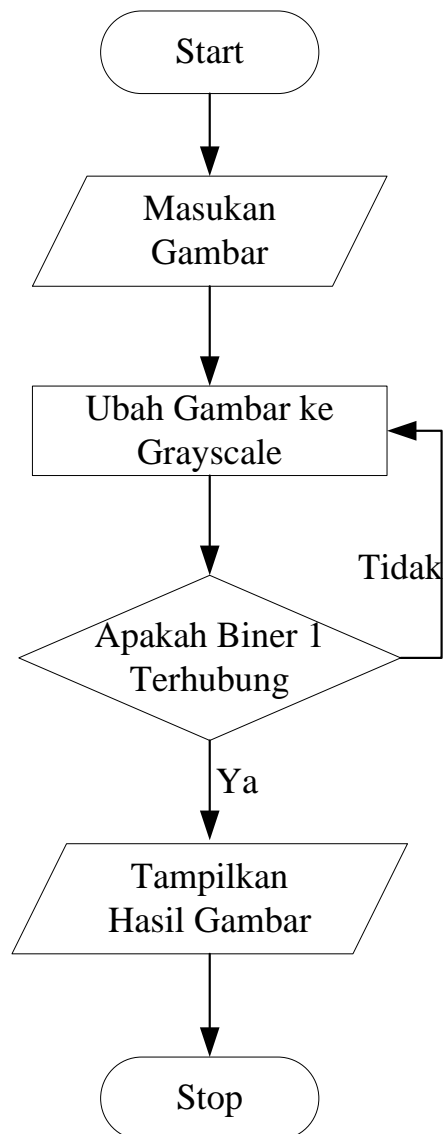 Start
Masukan
Gambar
Ubah Gambar ke
Grayscale
Tidak
Apakah Biner 1
Terhubung
Ya
Tampilkan
Hasil Gambar
Stop